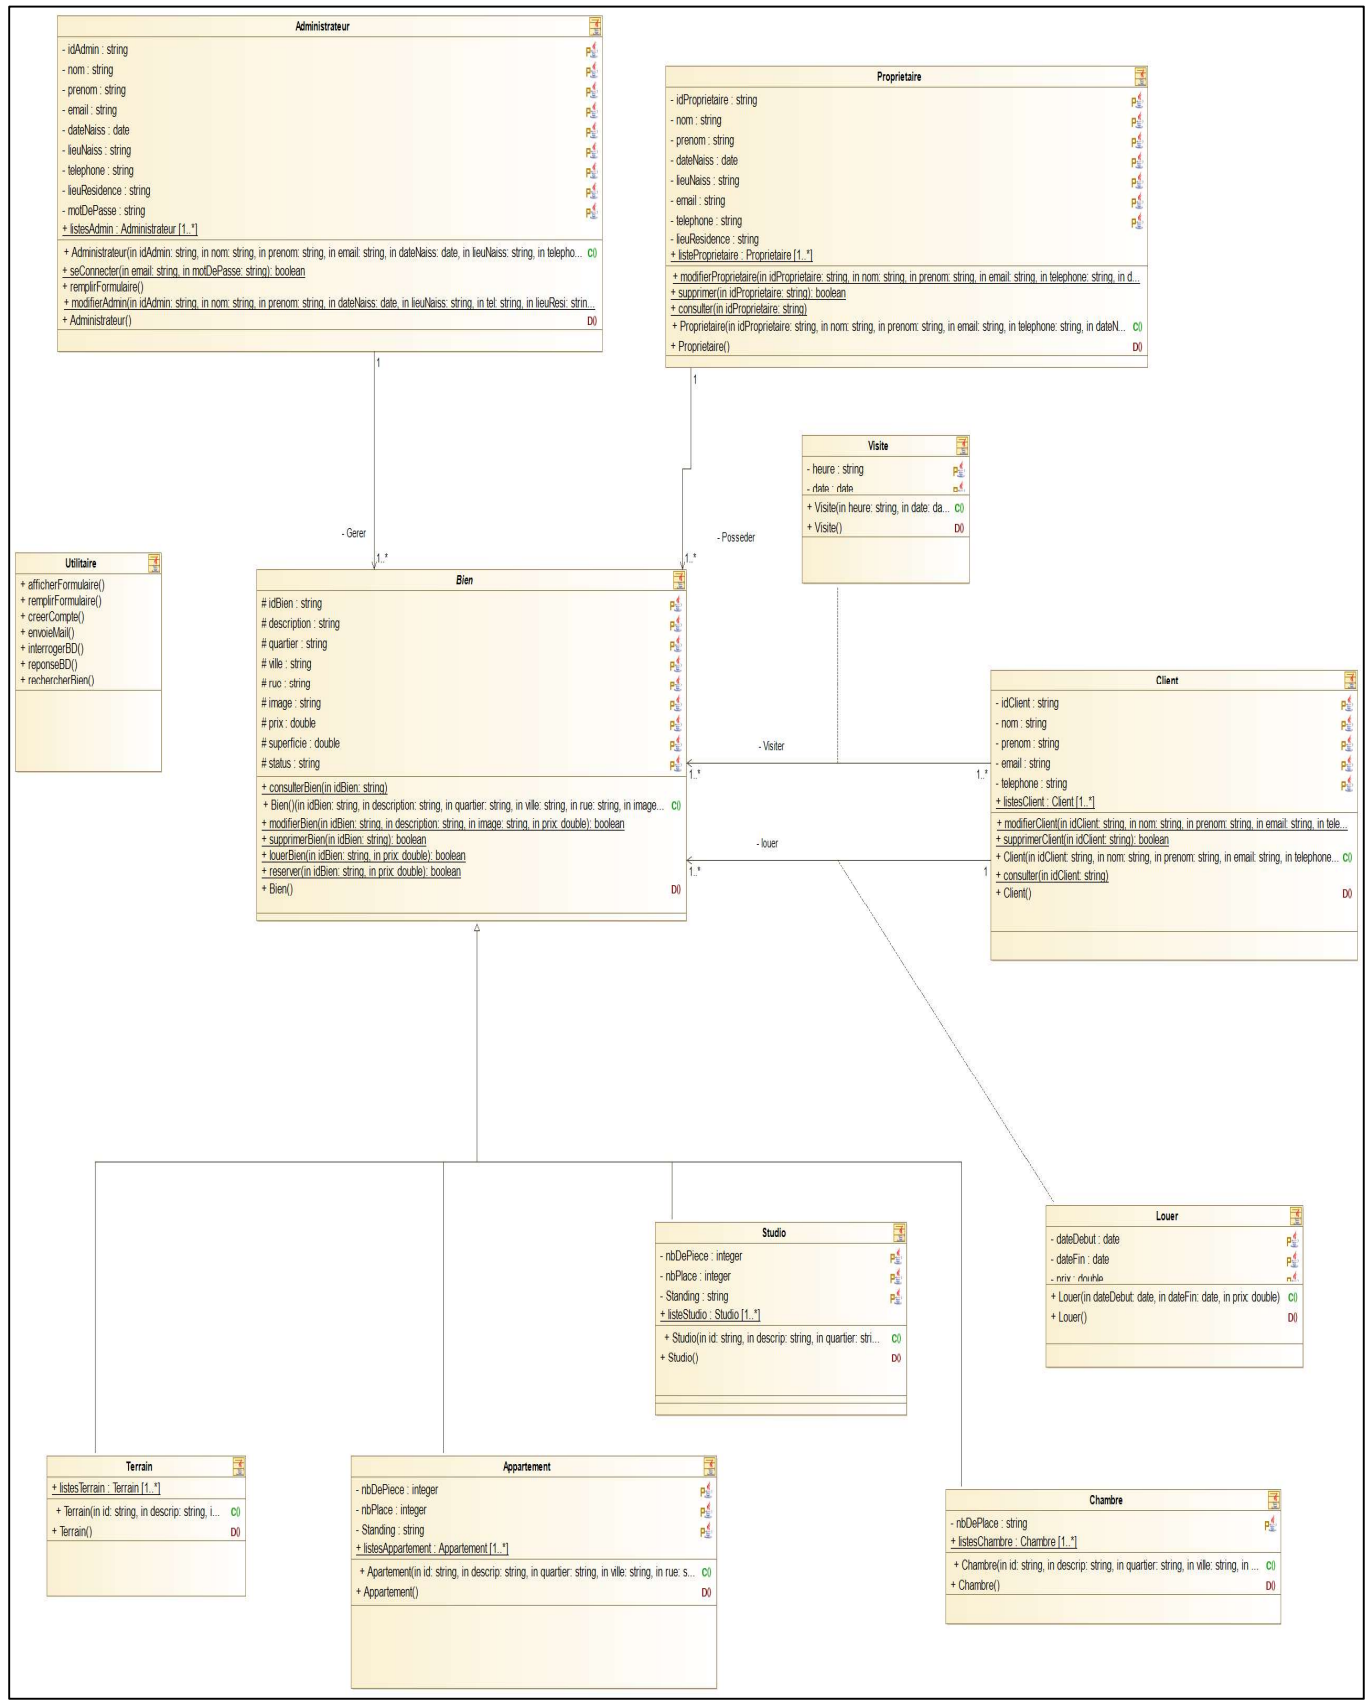 Administrateur
- idAdmin : string
- nom : string
- prenom : string
- email : string
- dateNaiss : date
- lieuNaiss : string
- telephone : string
- lieuResidence : string
- motDePasse : string
+ listesAdmin : Administrateur [1..*]
+ Administrateur(in idAdmin: string, in nom: string, in prenom: string, in email: string, in dateNaiss: date, in lieuNaiss: string, in telepho... C()
+ seConnecter(in email: string, in motDePasse: string): boolean
+ remplirFormulaire()
+ modifierAdmin(in idAdmin: string, in nom: string, in prenom: string, in dateNaiss: date, in lieuNaiss: string, in tel: string, in lieuResi: strin...
+ Administrateur() D()
1
Proprietaire
- idProprietaire : string
- nom : string
- prenom : string
- dateNaiss : date
- lieuNaiss : string
- email : string
- telephone : string
- lieuResidence : string
+ listeProprietaire : Proprietaire [1..*]
+ modifierProprietaire(in idProprietaire: string, in nom: string, in prenom: string, in email: string, in telephone: string, in d...
+ supprimer(in idProprietaire: string): boolean
+ consulter(in idProprietaire: string)
+ Proprietaire(in idProprietaire: string, in nom: string, in prenom: string, in email: string, in telephone: string, in dateN... C()
+ Proprietaire() D()
1
Visite
- heure : string
- date : date
+ Visite(in heure: string, in date: da... C()
+ Visite() D()
- Gerer
1..*
- Posseder
1..*
Utilitaire
+ afficherFormulaire()
+ remplirFormulaire()
+ creerCompte()
+ envoieMail()
+ interrogerBD()
+ reponseBD()
+ rechercherBien()
Bien
# idBien : string
# description : string
# quartier : string
# ville : string
# rue : string
# image : string
# prix : double
# superficie : double
# status : string
+ consulterBien(in idBien: string)
+ Bien()(in idBien: string, in description: string, in quartier: string, in ville: string, in rue: string, in image... C()
+ modifierBien(in idBien: string, in description: string, in image: string, in prix: double): boolean
+ supprimerBien(in idBien: string): boolean
+ louerBien(in idBien: string, in prix: double): boolean
+ reserver(in idBien: string, in prix: double): boolean
+ Bien() D()
- Visiter
1..*
1..*
- louer
1..*
1
Client
- idClient : string
- nom : string
- prenom : string
- email : string
- telephone : string
+ listesClient : Client [1..*]
+ modifierClient(in idClient: string, in nom: string, in prenom: string, in email: string, in tele...
+ supprimerClient(in idClient: string): boolean
+ Client(in idClient: string, in nom: string, in prenom: string, in email: string, in telephone... C()
+ consulter(in idClient: string)
+ Client() D()
Louer
- dateDebut : date
- dateFin : date
- prix : double
+ Louer(in dateDebut: date, in dateFin: date, in prix: double) C()
+ Louer() D()
Studio
- nbDePiece : integer
- nbPlace : integer
- Standing : string
+ listeStudio : Studio [1..*]
+ Studio(in id: string, in descrip: string, in quartier: stri... C()
+ Studio() D()
Terrain
+ listesTerrain : Terrain [1..*]
+ Terrain(in id: string, in descrip: string, i... C()
+ Terrain() D()
Appartement
- nbDePiece : integer
- nbPlace : integer
- Standing : string
+ listesAppartement : Appartement [1..*]
+ Apartement(in id: string, in descrip: string, in quartier: string, in ville: string, in rue: s... C()
+ Appartement() D()
Chambre
- nbDePlace : string
+ listesChambre : Chambre [1..*]
+ Chambre(in id: string, in descrip: string, in quartier: string, in ville: string, in ... C()
+ Chambre() D()